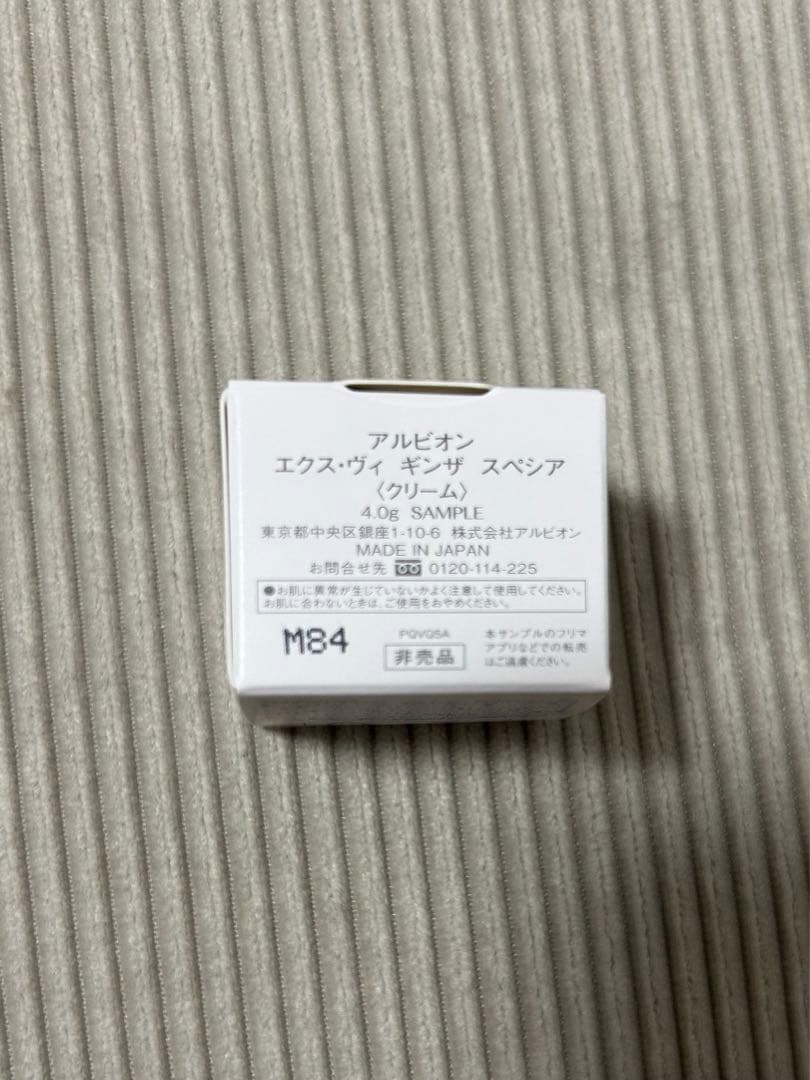 アルビオン
エクス・ヴィ ギンザ スペシア
〈クリーム〉
4.0g SAMPLE
東京都中央区銀座1-10-6 株式会社アルビオン
MADE IN JAPAN
お問合せ先 0120-114-225
●お肌に異常が生じていないかよく注意して使用してください。
お肌に合わないときは、ご使用をおやめください。
M84
PQVQSA
非売品
本サンプルのフリマ
アプリなどでの転売
はご遠慮ください。